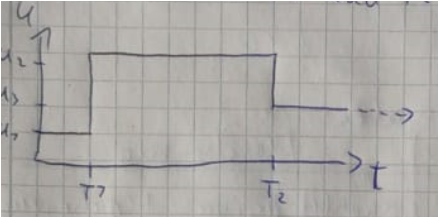 u
u₂
u₃
u₁
T₁ T₂ t